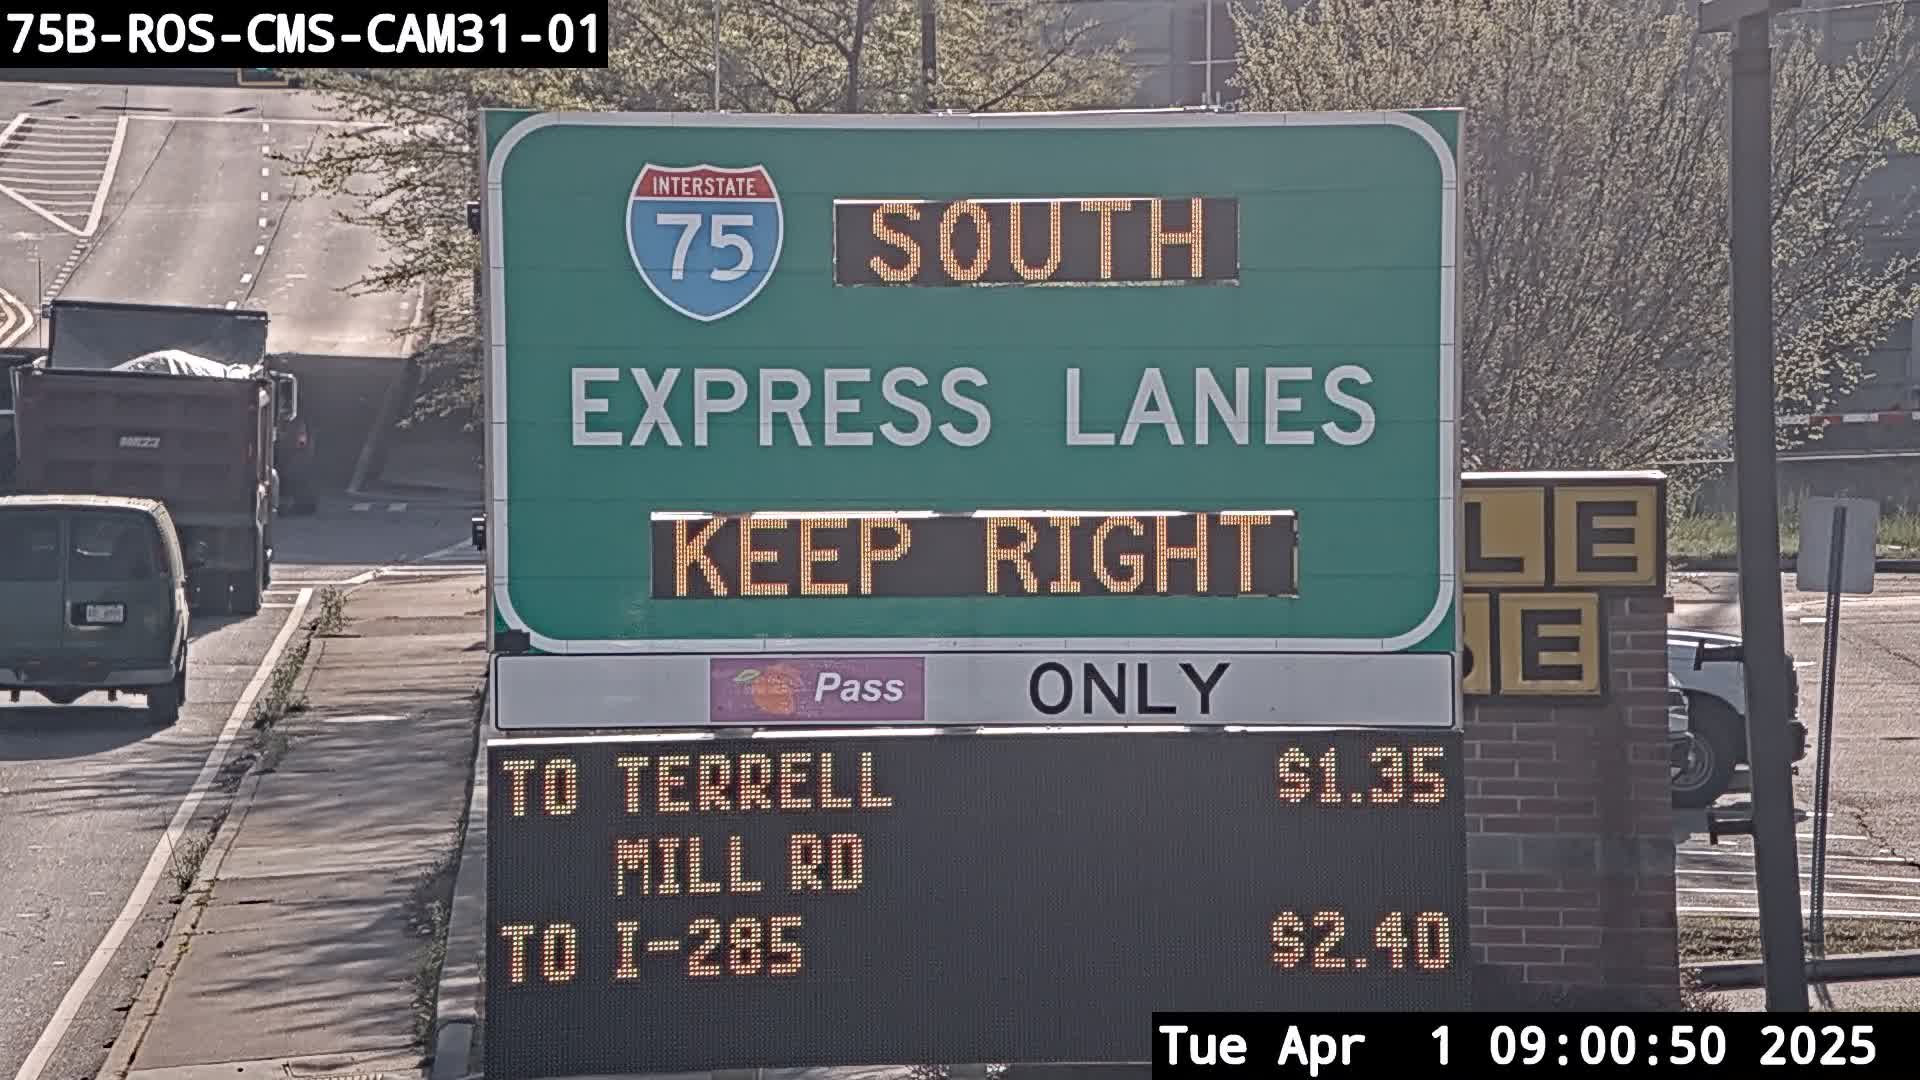 75B-ROS-CMS-CAM31-01
INTERSTATE
75
SOUTH
EXPRESS LANES
KEEP RIGHT
Pass ONLY
TO TERRELL $1.35
MILL RD
TO I-285 $2.40
LE
E
Tue Apr 1 09:00:50 2025